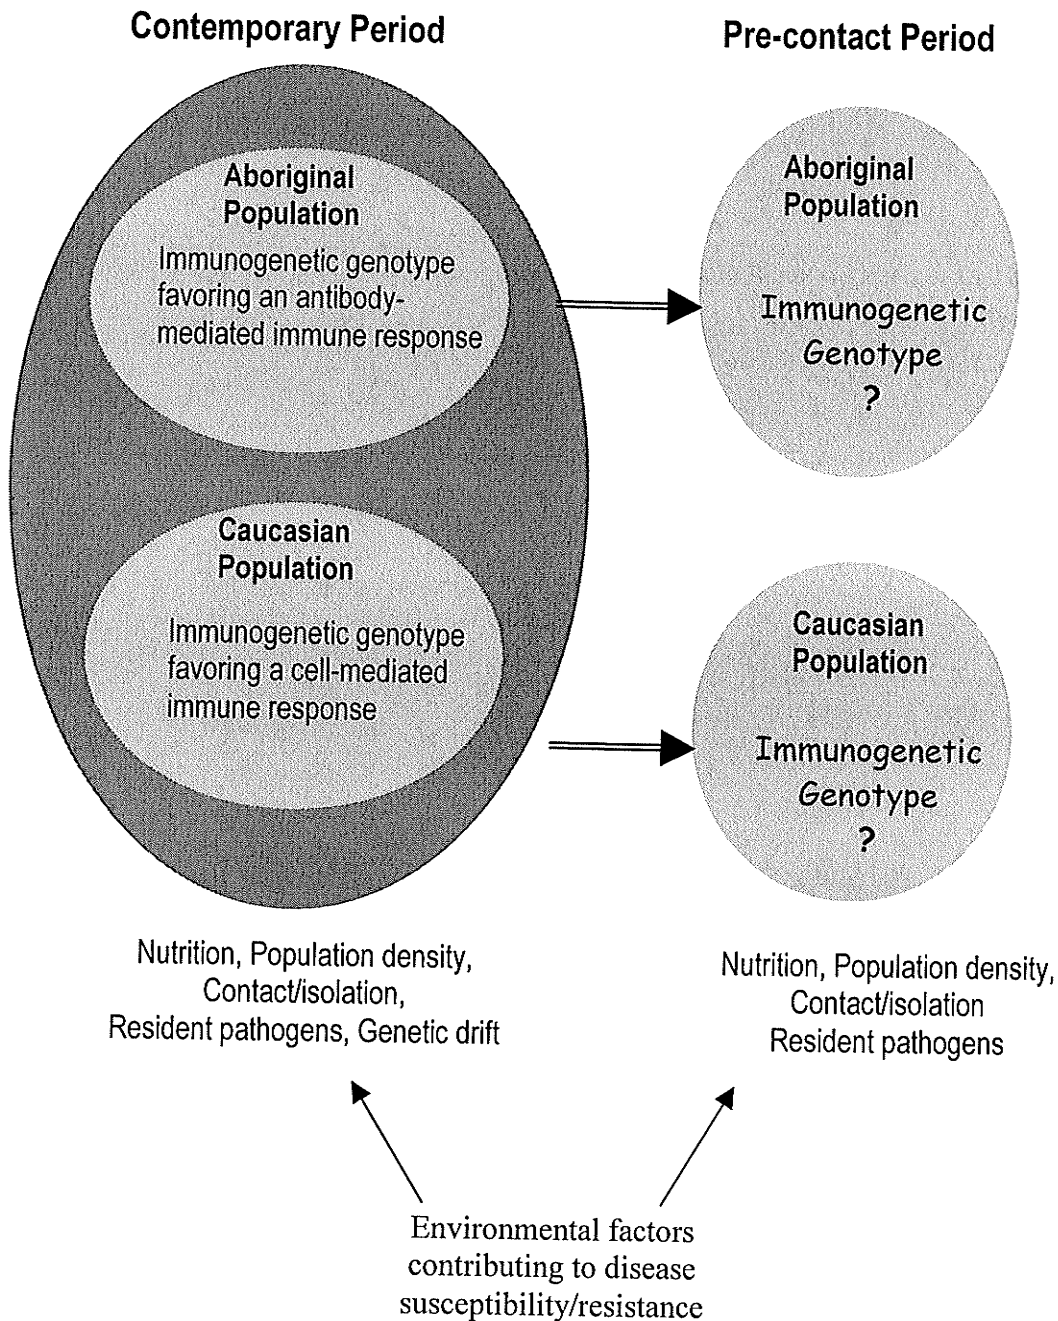 Contemporary Period
Pre-contact Period
Aboriginal
Population
Immunogenetic genotype
favoring an antibody-
mediated immune response
Aboriginal
Population
Immunogenetic
Genotype
?
Caucasian
Population
Immunogenetic genotype
favoring a cell-mediated
immune response
Caucasian
Population
Immunogenetic
Genotype
?
Nutrition, Population density,
Contact/isolation,
Resident pathogens, Genetic drift
Nutrition, Population density,
Contact/isolation
Resident pathogens
Environmental factors
contributing to disease
susceptibility/resistance